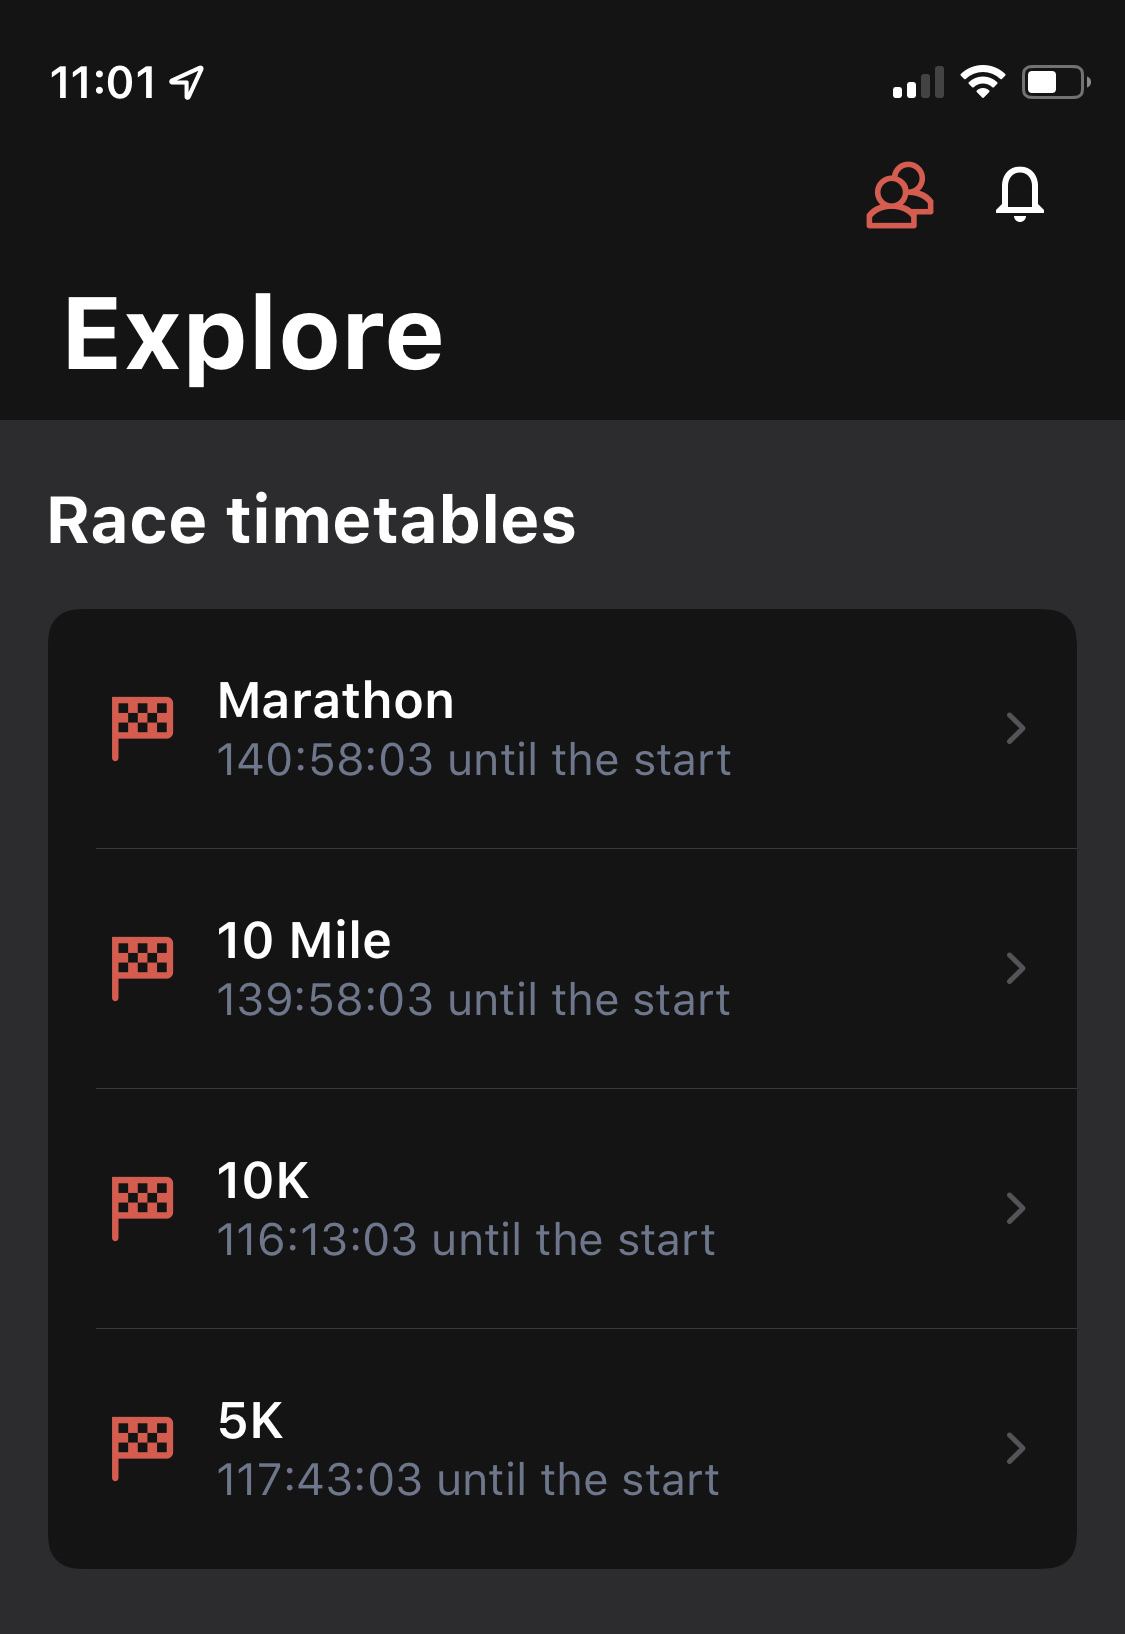 11:01
Explore
Race timetables
Marathon
140:58:03 until the start
10 Mile
139:58:03 until the start
10K
116:13:03 until the start
5K
117:43:03 until the start